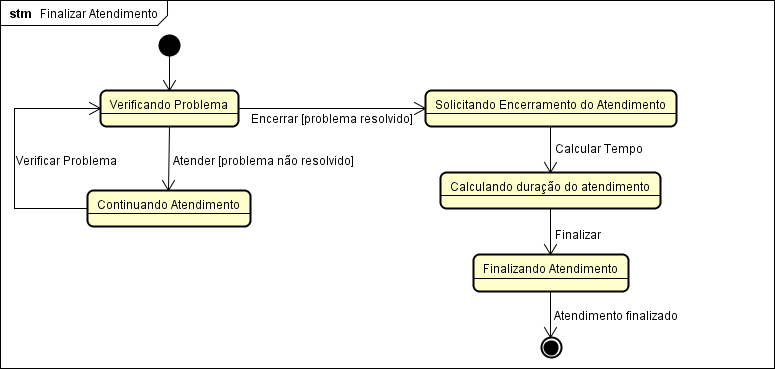 stm Finalizar Atendimento
Verificando Problema
Encerrar [problema resolvido]
Solicitando Encerramento do Atendimento
Verificar Problema
Atender [problema não resolvido]
Continuando Atendimento
Calcular Tempo
Calculando duração do atendimento
Finalizar
Finalizando Atendimento
Atendimento finalizado